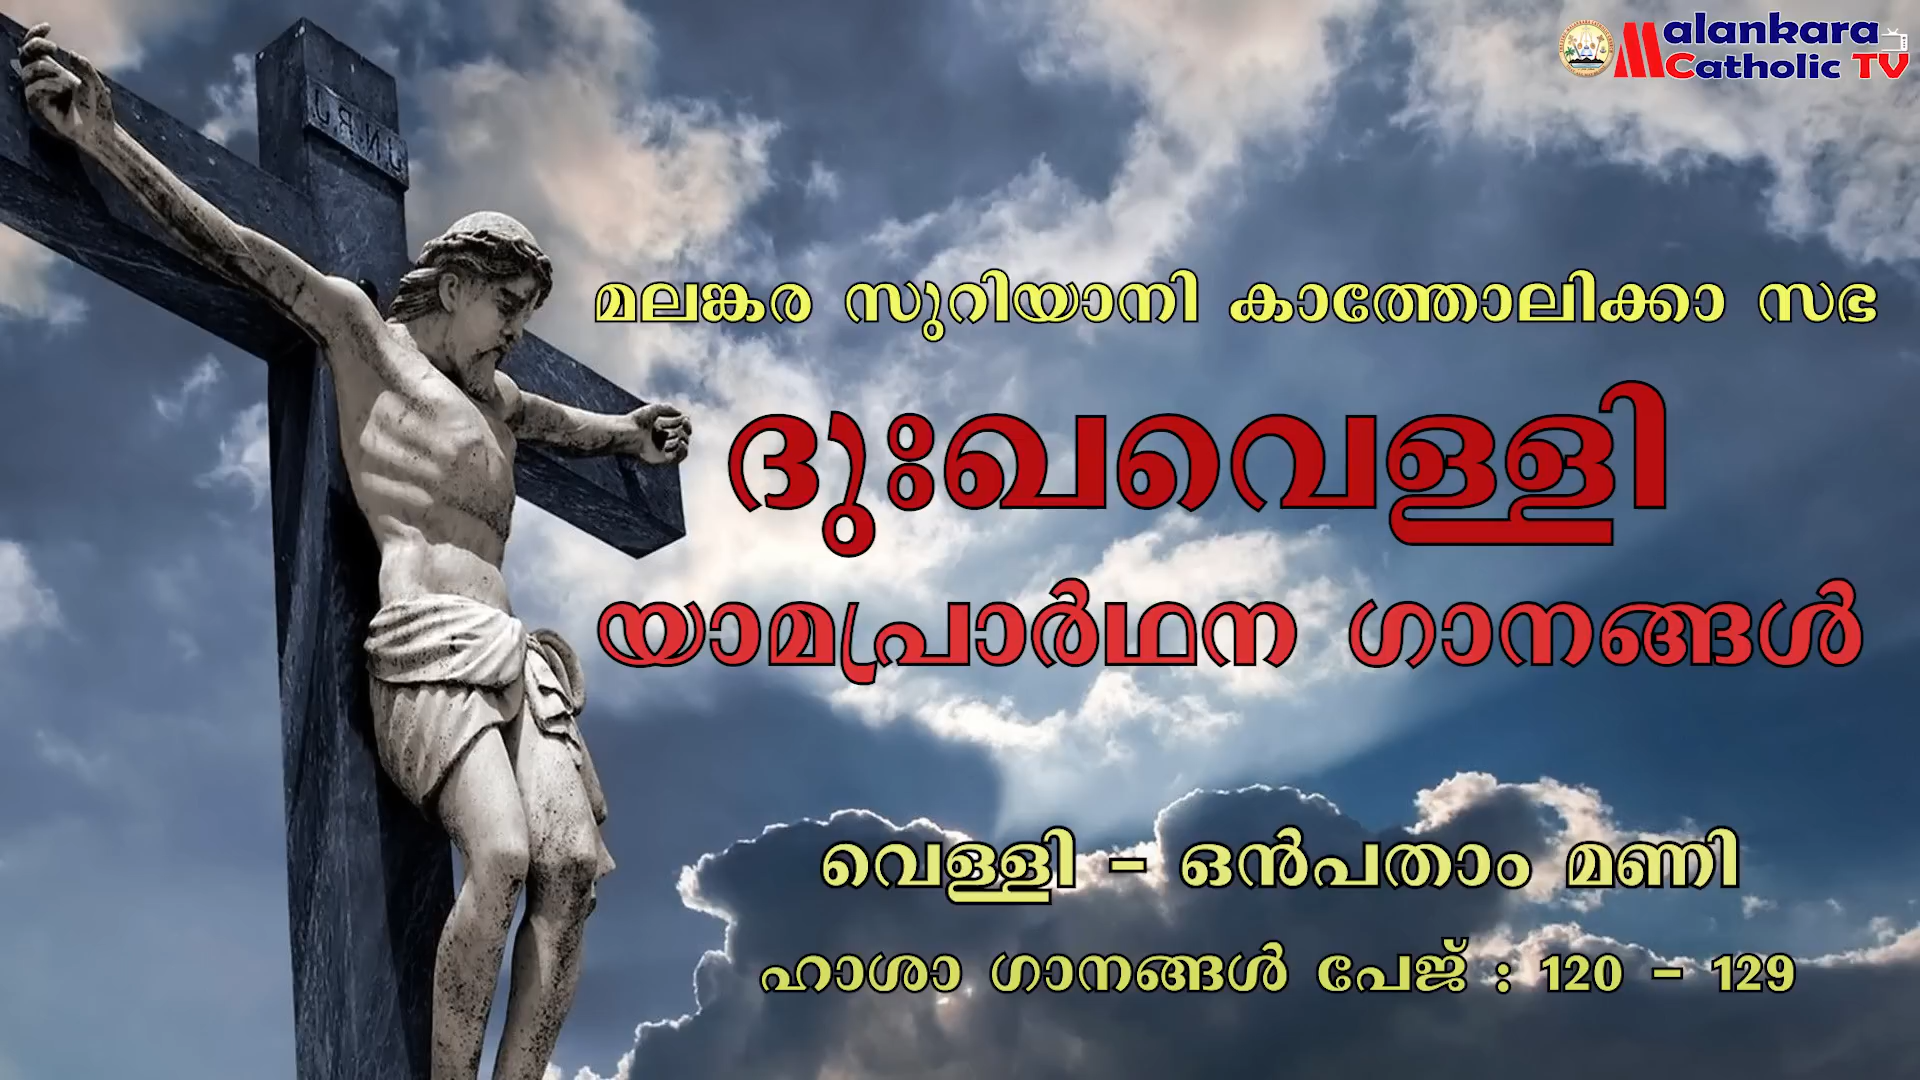 Malankara
Catholic TV
മലങ്കര സുറിയാനി കാത്തോലിക്കാ സഭ
ദുഃഖവെള്ളി
യാമപ്രാർഥന ഗാനങ്ങൾ
വെള്ളി - ഒൻപതാം മണി
ഹാശാ ഗാനങ്ങൾ പേജ് : 120 - 129